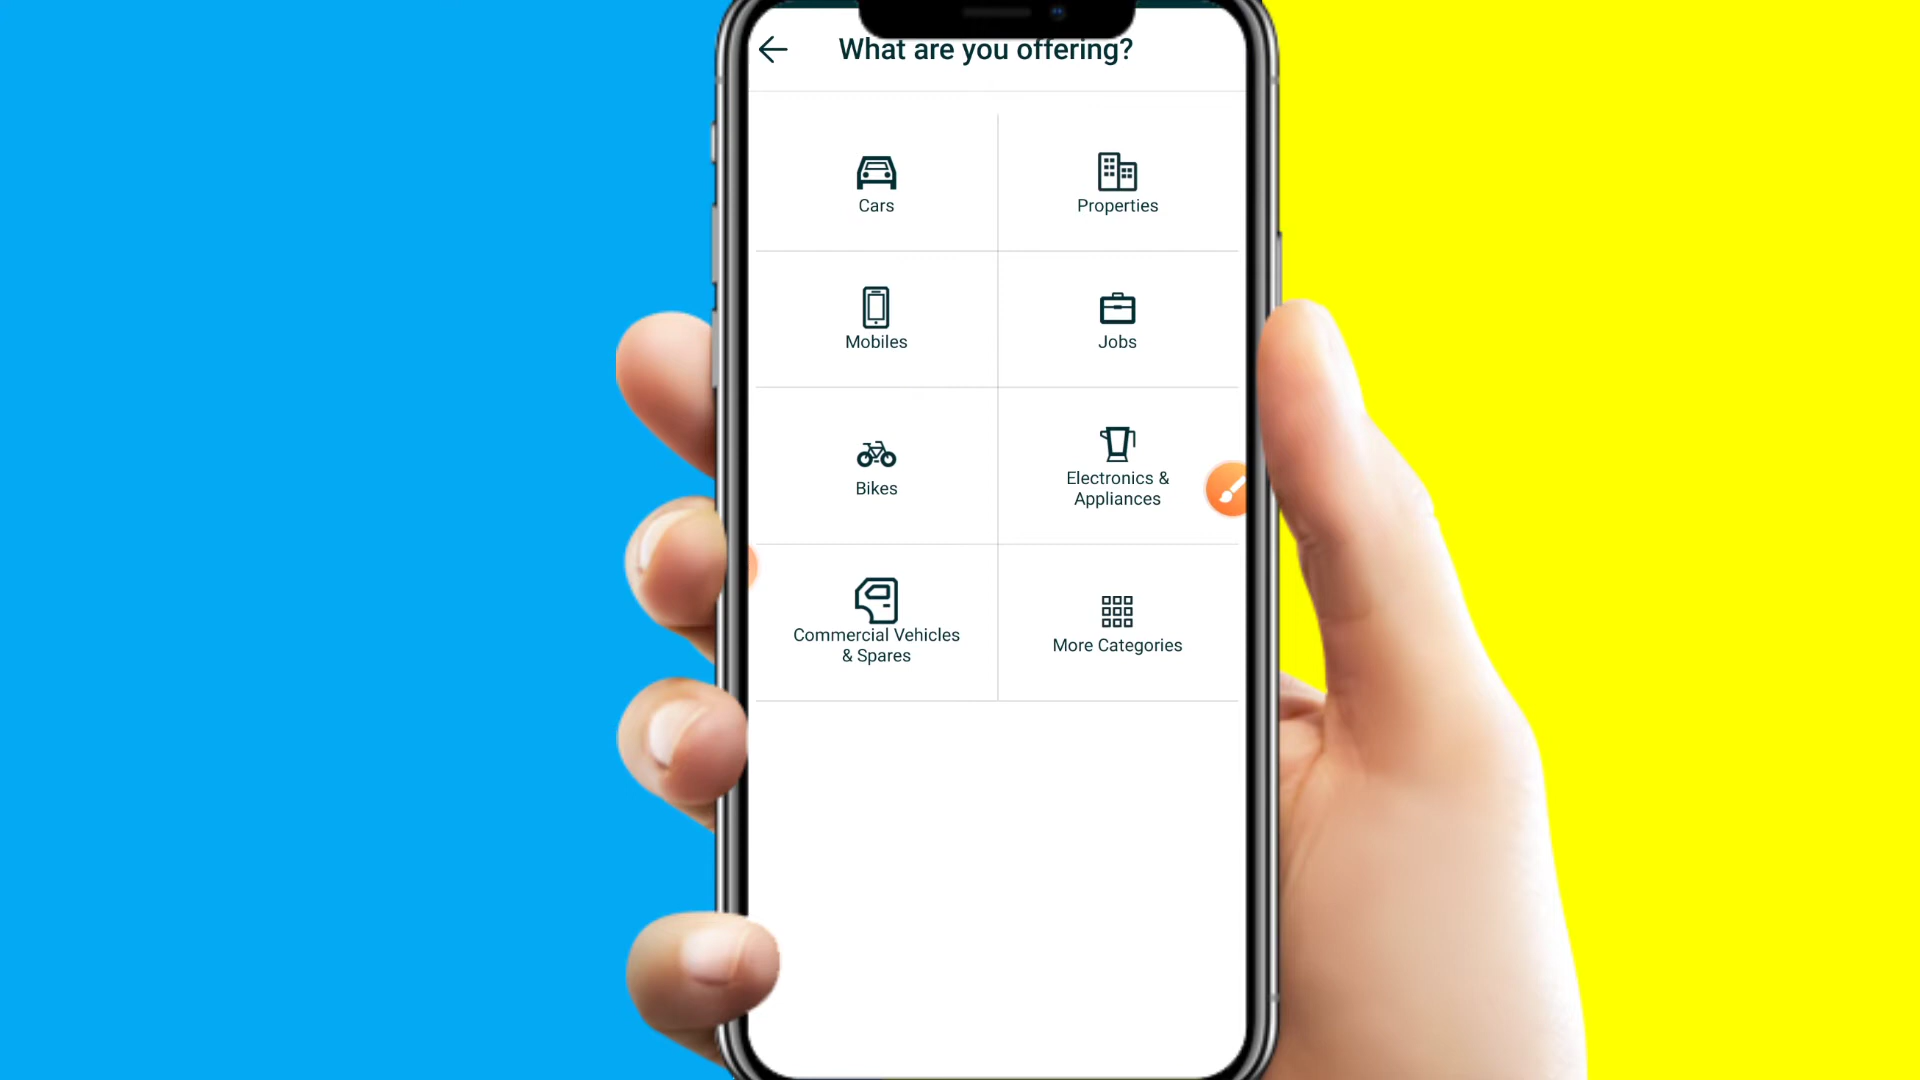 What are you offering?
Cars
Properties
Mobiles
Jobs
Bikes
Electronics &
Appliances
Commercial Vehicles
& Spares
More Categories